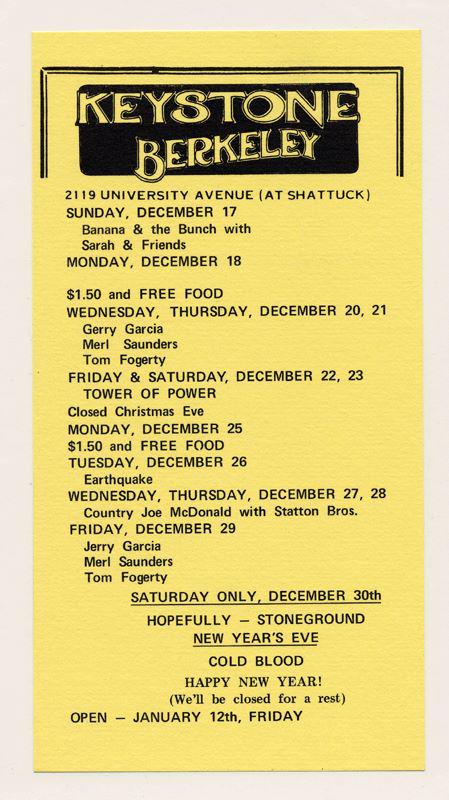 KEYSTONE
BERKELEY
2119 UNIVERSITY AVENUE (AT SHATTUCK)
SUNDAY, DECEMBER 17
Banana & the Bunch with
Sarah & Friends
MONDAY, DECEMBER 18
$1.50 and FREE FOOD
WEDNESDAY, THURSDAY, DECEMBER 20, 21
Gerry Garcia
Merl Saunders
Tom Fogerty
FRIDAY & SATURDAY, DECEMBER 22, 23
TOWER OF POWER
Closed Christmas Eve
MONDAY, DECEMBER 25
$1.50 and FREE FOOD
TUESDAY, DECEMBER 26
Earthquake
WEDNESDAY, THURSDAY, DECEMBER 27, 28
Country Joe McDonald with Statton Bros.
FRIDAY, DECEMBER 29
Jerry Garcia
Merl Saunders
Tom Fogerty
SATURDAY ONLY, DECEMBER 30th
HOPEFULLY – STONEGROUND
NEW YEAR'S EVE
COLD BLOOD
HAPPY NEW YEAR!
(We'll be closed for a rest)
OPEN – JANUARY 12th, FRIDAY